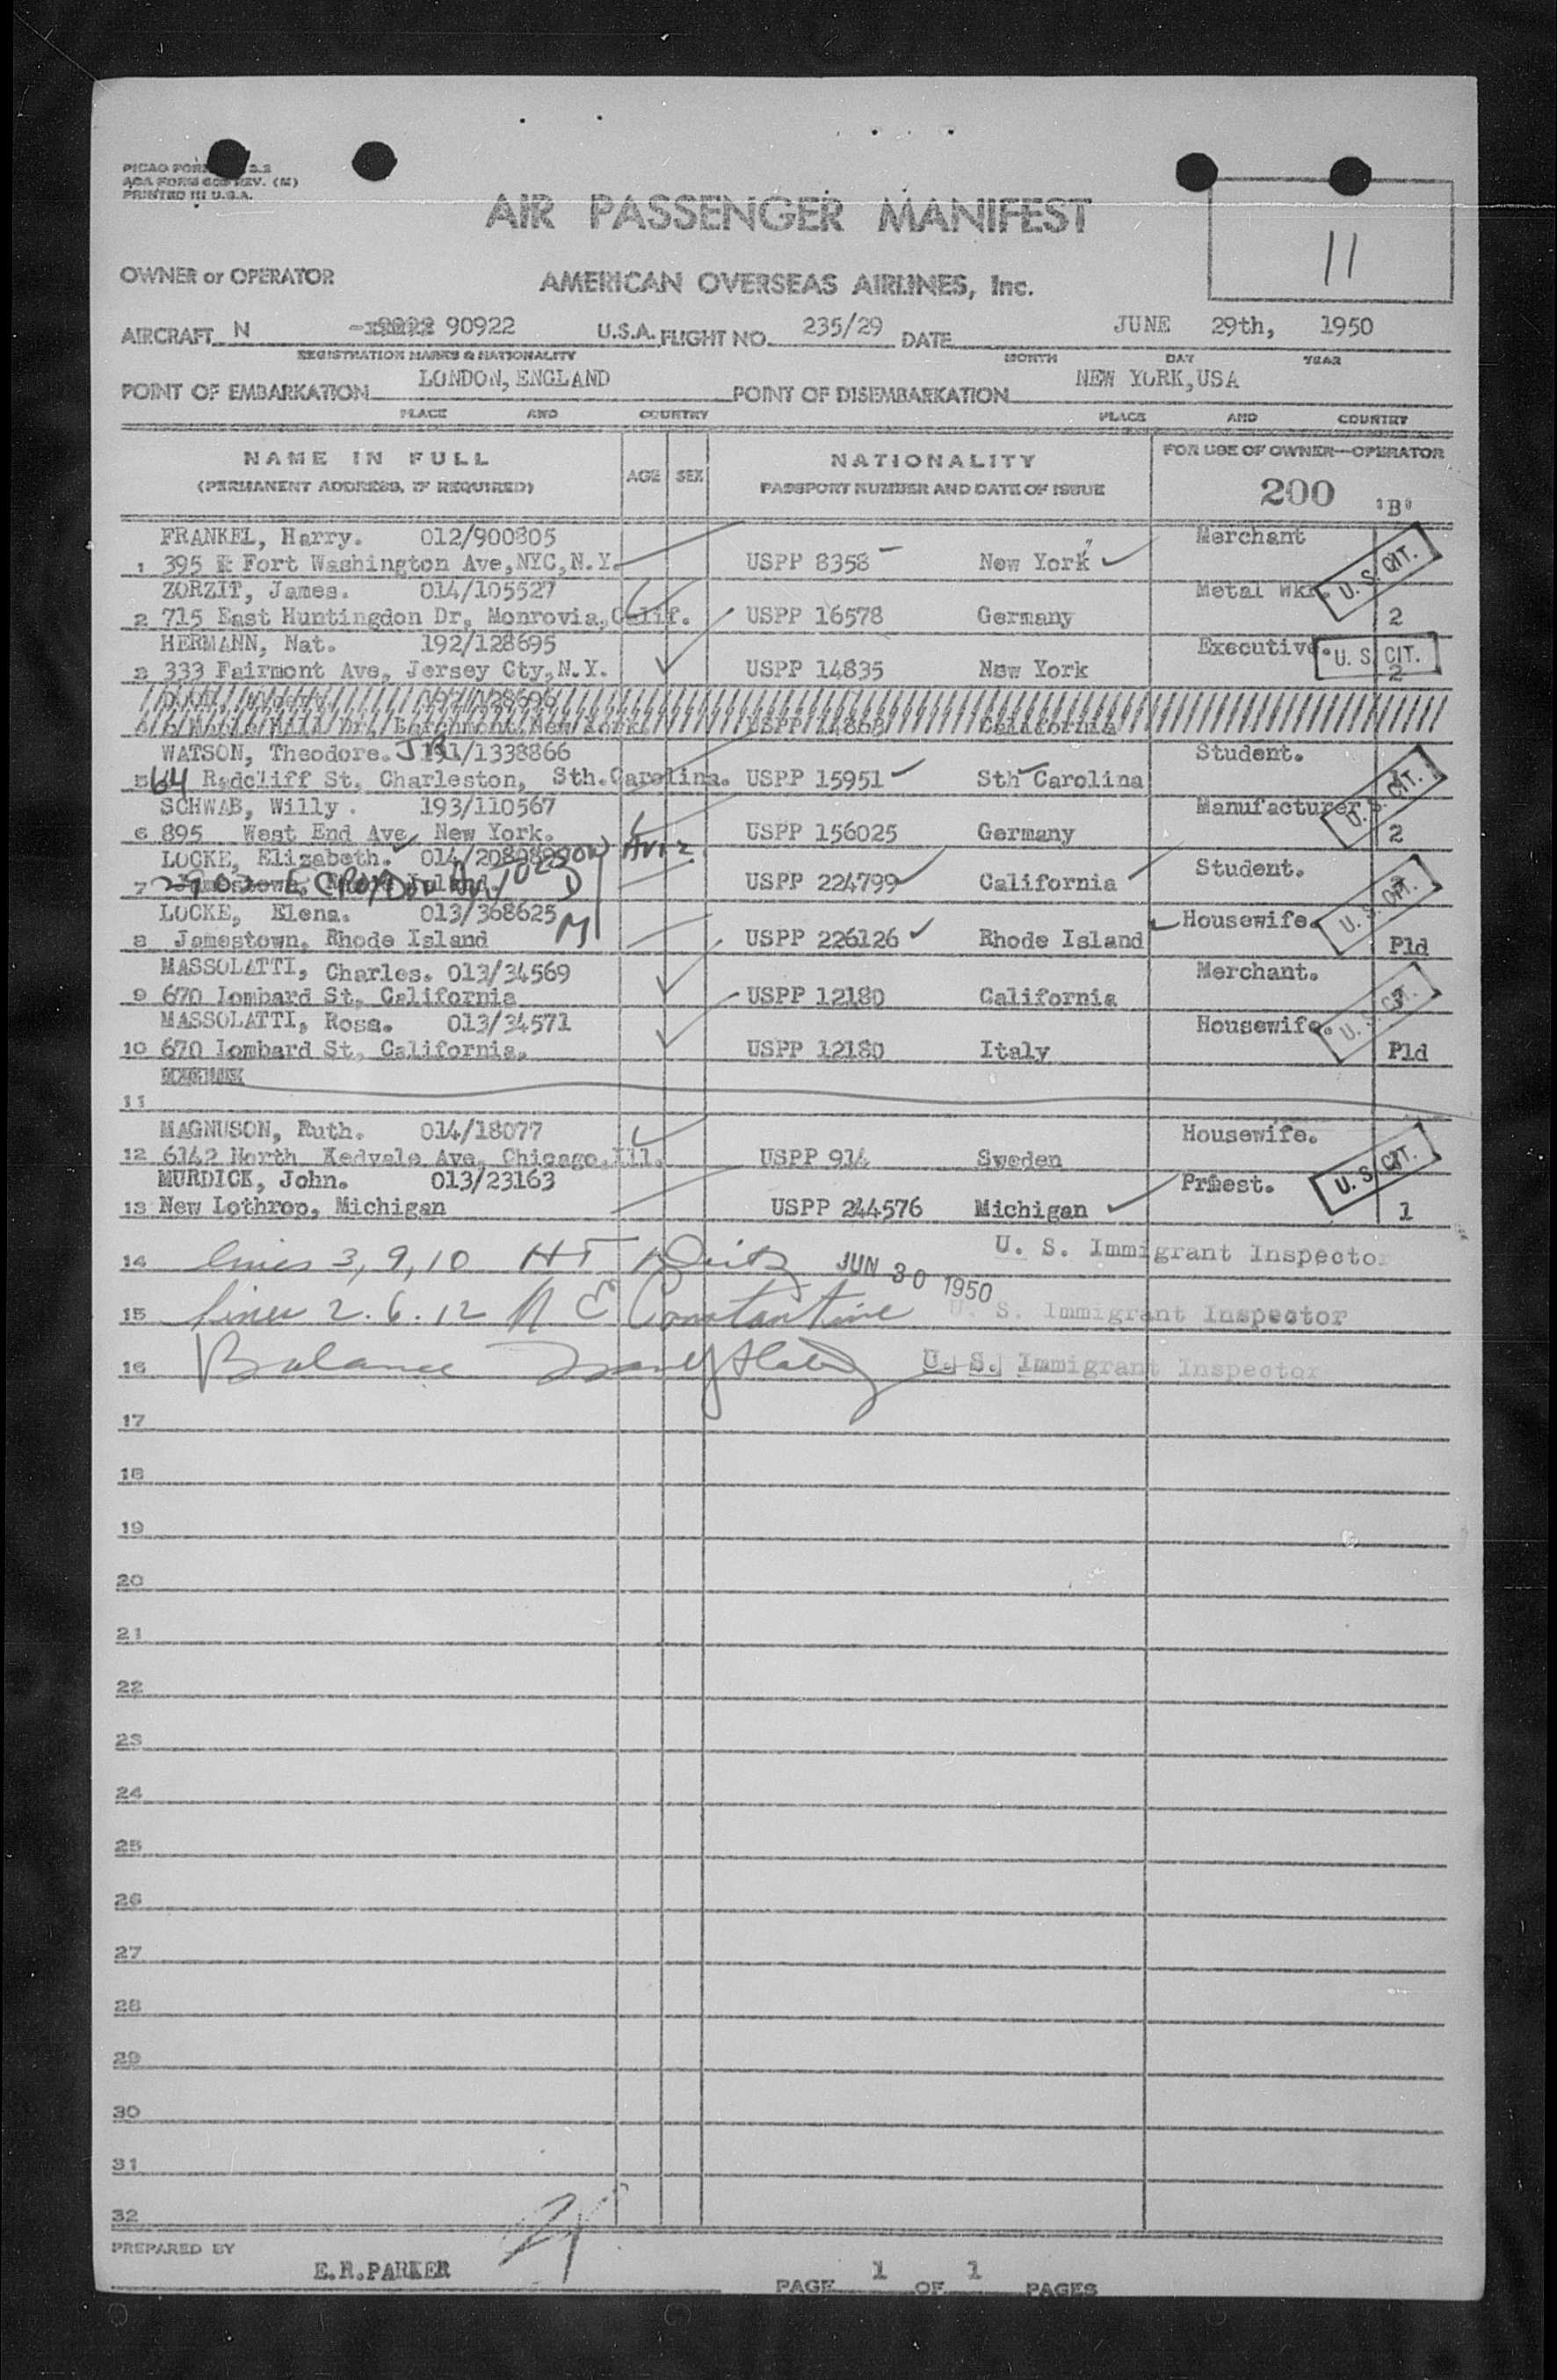 PICAO FORM 2.2
PRINTED IN U.S.A.
AIR PASSENGER MANIFEST
11
OWNER or OPERATOR AMERICAN OVERSEAS AIRLINES, Inc.
AIRCRAFT N 90922 U.S.A. FLIGHT NO. 235/29 DATE JUNE 29th, 1950
REGISTRATION MARKS & NATIONALITY MONTH DAY YEAR
POINT OF EMBARKATION LONDON, ENGLAND POINT OF DISEMBARKATION NEW YORK, USA
PLACE AND COUNTRY PLACE AND COUNTRY
NAME IN FULL AGE SEX NATIONALITY FOR USE OF OWNER—OPERATOR
(PERMANENT ADDRESS, IF REQUIRED) PASSPORT NUMBER AND DATE OF ISSUE 200 'B'
FRANKEL, Harry. 012/900805 Merchant
1 395 Fort Washington Ave,NYC,N.Y. USPP 8358 New York U. S. CIT.
ZORZIT, James. 014/105527 Metal Wkr.
2 715 East Huntingdon Dr, Monrovia,Calif. USPP 16578 Germany 2
HERMANN, Nat. 192/128695 Executive.
3 333 Fairmont Ave, Jersey Cty,N.Y. USPP 14835 New York U. S. CIT. 2
4 USPP 14868 California
WATSON, Theodore. JR 191/1338866 Student.
5 64 Radcliff St, Charleston, Sth.Carolina. USPP 15951 Sth Carolina U. S. CIT.
SCHWAB, Willy. 193/110567 Manufacturer
6 895 West End Ave, New York. USPP 156025 Germany 2
LOCKE, Elizabeth. Ariz Student.
7 USPP 224799 California U. S. CIT.
LOCKE, Elena. 013/368625 Housewife.
8 Jamestown, Rhode Island USPP 226126 Rhode Island Pld
MASSOLATTI, Charles. 013/34569 Merchant.
9 670 Lombard St, California USPP 12180 California U. S. CIT.
MASSOLATTI, Rosa. 013/34571 Housewife.
10 670 Lombard St, California. USPP 12180 Italy Pld
11
MAGNUSON, Ruth. 014/18077 Housewife.
12 6142 North Kedvale Ave, Chicago.Ill. USPP 914 Sweden
MURDICK, John. 013/23163 Priest. U. S. CIT.
13 New Lothrop, Michigan USPP 244576 Michigan 1
14 lines 3, 9, 10 JUN 30 1950 U. S. Immigrant Inspector
15 lines 2. 6. 12 Constantine U. S. Immigrant Inspector
16 Balance U. S. Immigrant Inspector
17
18
19
20
21
22
23
24
25
26
27
28
29
30
31
32
PREPARED BY E.R.PARKER PAGE 1 OF 1 PAGES